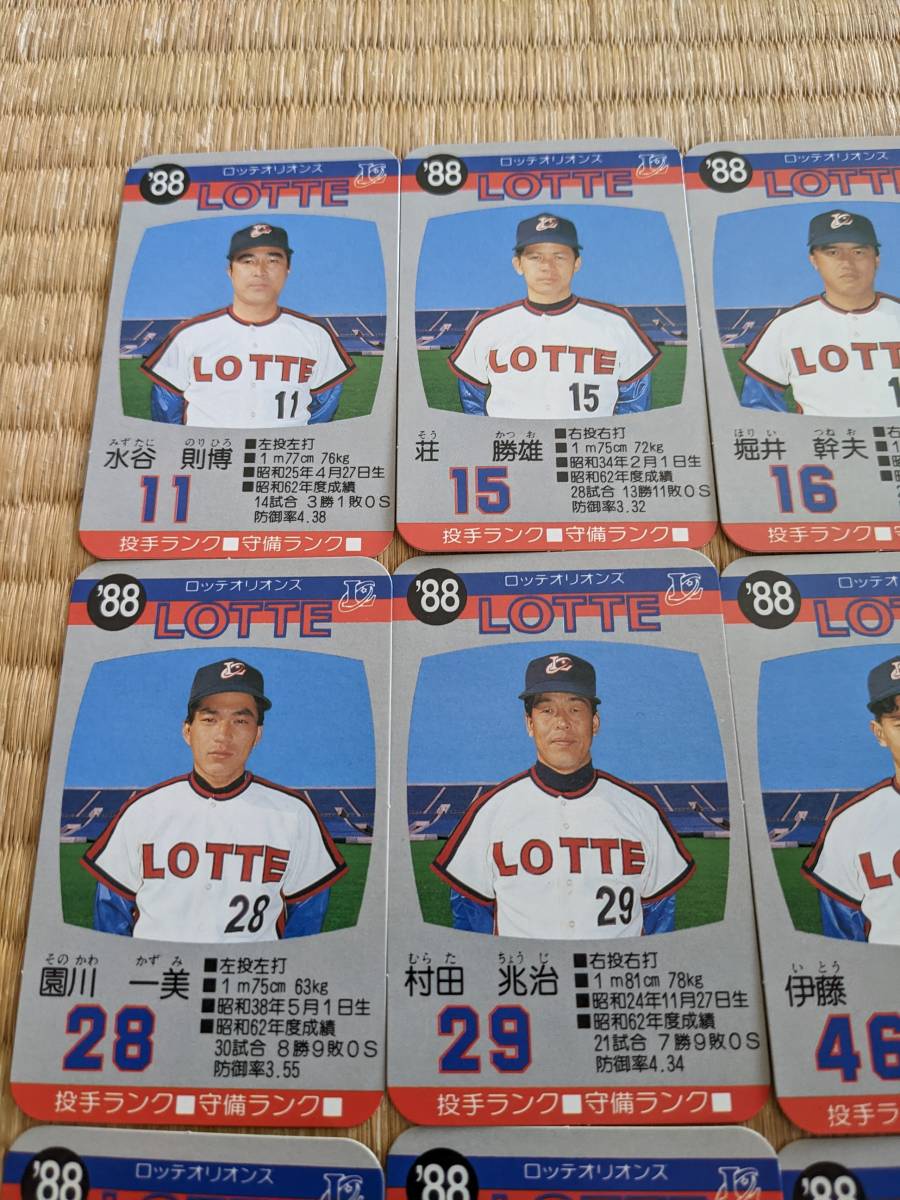 '88
ロッテオリオンズ
LOTTE
LOTTE
11
みずたに のりひろ
水谷 則博
11
■左投左打
■1m77cm 76kg
■昭和25年4月27日生
■昭和62年度成績
14試合 3勝1敗0S
防御率4.38
投手ランク■守備ランク■
'88
ロッテオリオンズ
LOTTE
LOTTE
15
そう かつお
荘 勝雄
15
■右投右打
■1m75cm 72kg
■昭和34年2月1日生
■昭和62年度成績
28試合 13勝11敗0S
防御率3.32
投手ランク■守備ランク■
'88
ロッテオリオンズ
LOTTE
LOTT
ほりい つねお
堀井 幹夫
16
投手ランク■
'88
ロッテオリオンズ
LOTTE
LOTTE
28
そのかわ かずみ
園川 一美
28
■左投左打
■1m75cm 63kg
■昭和38年5月1日生
■昭和62年度成績
30試合 8勝9敗0S
防御率3.55
投手ランク■守備ランク■
'88
ロッテオリオンズ
LOTTE
LOTTE
29
むらた ちょうじ
村田 兆治
29
■右投右打
■1m81cm 78kg
■昭和24年11月27日生
■昭和62年度成績
21試合 7勝9敗0S
防御率4.34
投手ランク■守備ランク■
'88
ロッテオリオンズ
いとう
伊藤
46
投手ラン
'88
ロッテオリオンズ
'88
ロッテオリオンズ
'88
ロッテオリオンズ